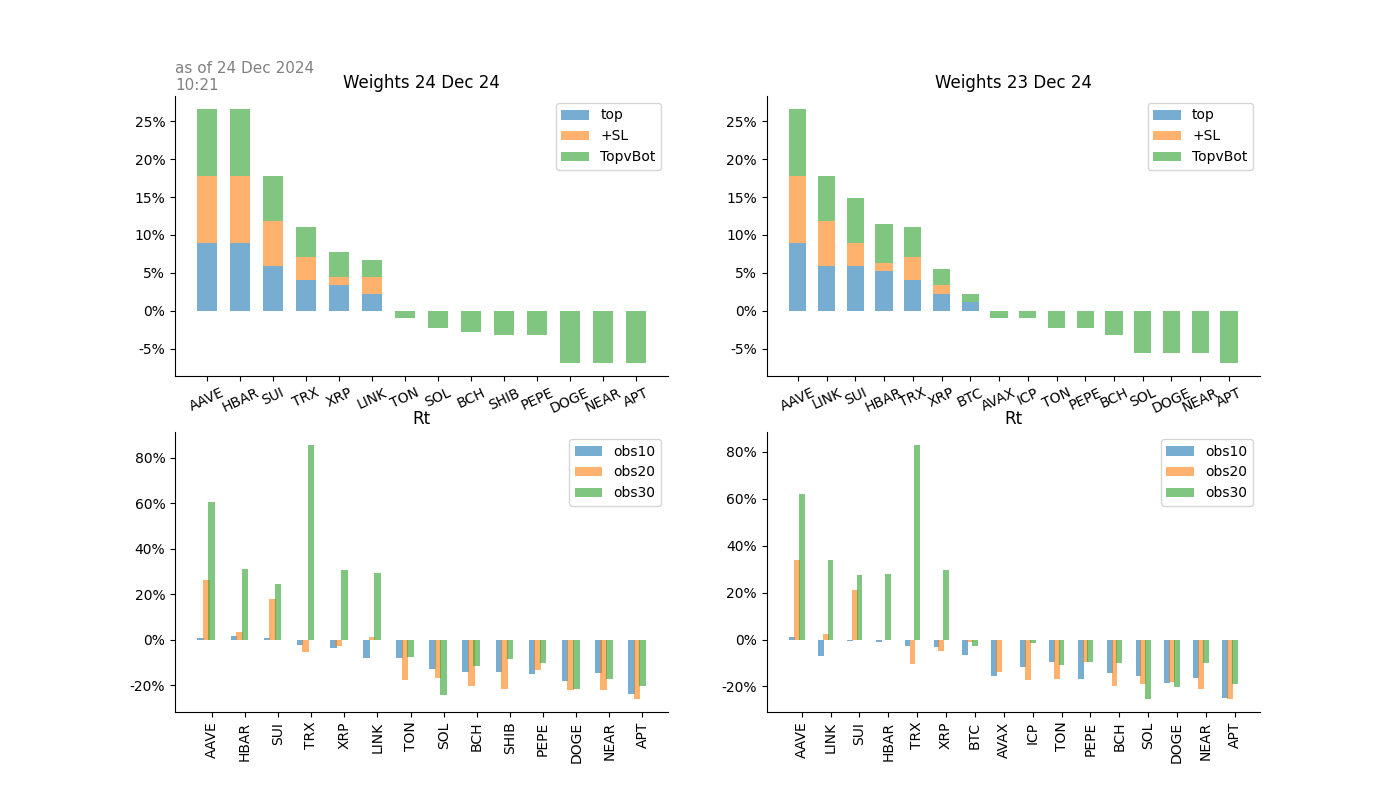 as of 24 Dec 2024
10:21
Weights 24 Dec 24
25%
20%
15%
10%
5%
0%
-5%
top
+SL
TopvBot
AAVE HBAR SUI TRX XRP LINK TON SOL BCH SHIB PEPE DOGE NEAR APT
Weights 23 Dec 24
25%
20%
15%
10%
5%
0%
-5%
top
+SL
TopvBot
AAVE LINK SUI HBAR TRX XRP BTC AVAX ICP TON PEPE BCH SOL DOGE NEAR APT
Rt
80%
60%
40%
20%
0%
-20%
obs10
obs20
obs30
AAVE HBAR SUI TRX XRP LINK TON SOL BCH SHIB PEPE DOGE NEAR APT
Rt
80%
60%
40%
20%
0%
-20%
obs10
obs20
obs30
AAVE LINK SUI HBAR TRX XRP BTC AVAX ICP TON PEPE BCH SOL DOGE NEAR APT